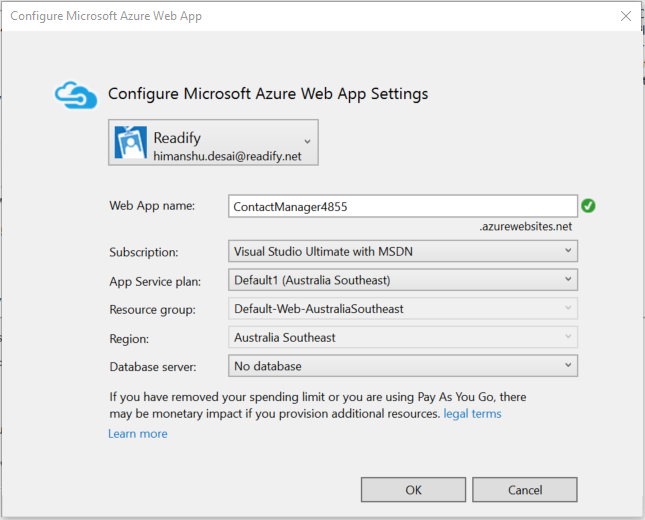 Configure Microsoft Azure Web App
Configure Microsoft Azure Web App Settings
Readify
himanshu.desai@readify.net
Web App name: ContactManager4855
.azurewebsites.net
Subscription: Visual Studio Ultimate with MSDN
App Service plan: Default1 (Australia Southeast)
Resource group: Default-Web-AustraliaSoutheast
Region: Australia Southeast
Database server: No database
If you have removed your spending limit or you are using Pay As You Go, there
may be monetary impact if you provision additional resources. legal terms
Learn more
OK Cancel